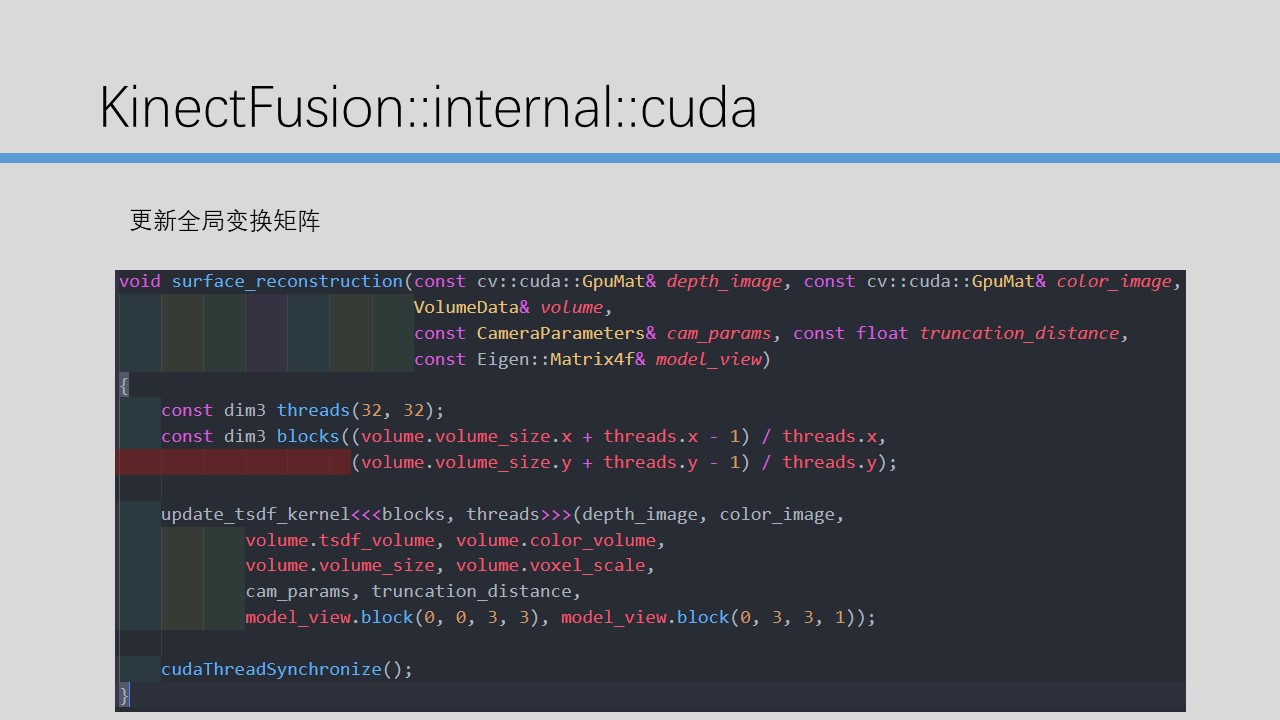 KinectFusion::internal::cuda
更新全局变换矩阵
void surface_reconstruction(const cv::cuda::GpuMat& depth_image, const cv::cuda::GpuMat& color_image,
VolumeData& volume,
const CameraParameters& cam_params, const float truncation_distance,
const Eigen::Matrix4f& model_view)
{
const dim3 threads(32, 32);
const dim3 blocks((volume.volume_size.x + threads.x - 1) / threads.x,
(volume.volume_size.y + threads.y - 1) / threads.y);
update_tsdf_kernel<<<blocks, threads>>>(depth_image, color_image,
volume.tsdf_volume, volume.color_volume,
volume.volume_size, volume.voxel_scale,
cam_params, truncation_distance,
model_view.block(0, 0, 3, 3), model_view.block(0, 3, 3, 1));
cudaThreadSynchronize();
}